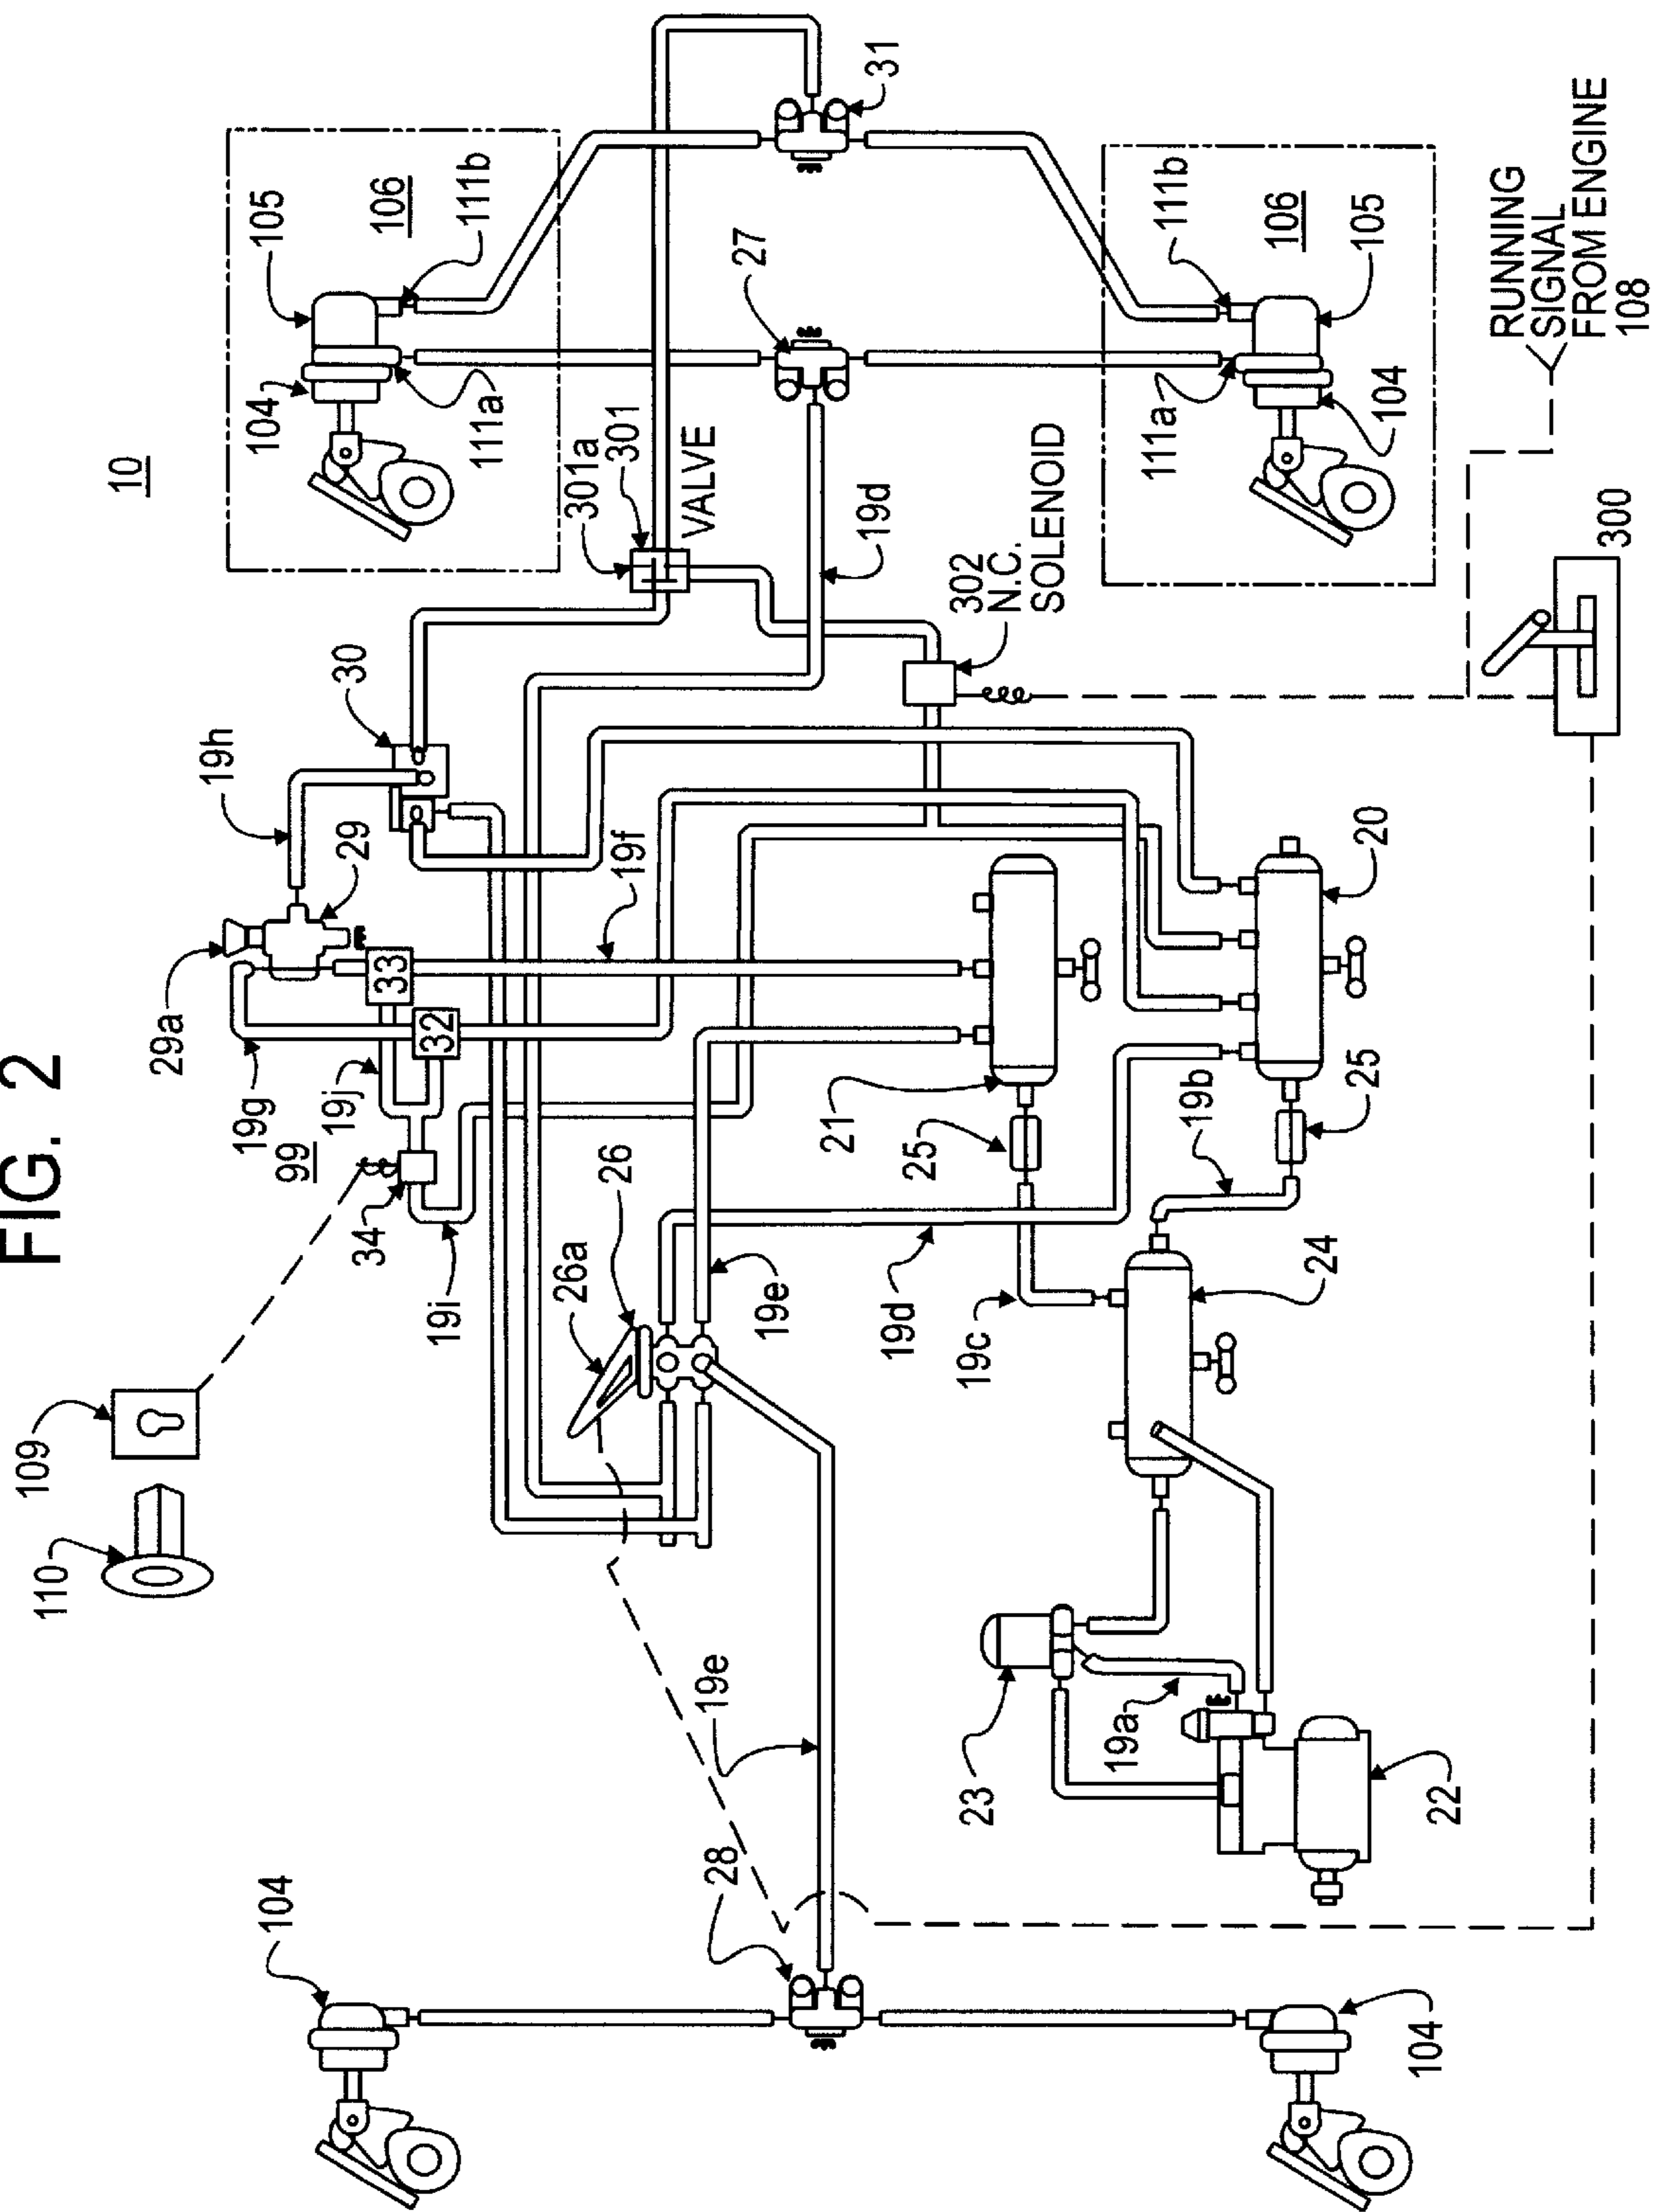 FIG. 2
10
110
109
99
34
19i
19j
19g
29a
29
19h
30
33
32
19f
26a
26
19e
19d
301a
301
VALVE
302
N.C.
SOLENOID
19d
27
31
104
105
106
111a
111b
111a
111b
106
105
104
RUNNING
SIGNAL
FROM ENGINE
108
300
21
25
20
25
19b
19c
24
23
19a
22
19e
28
104
104